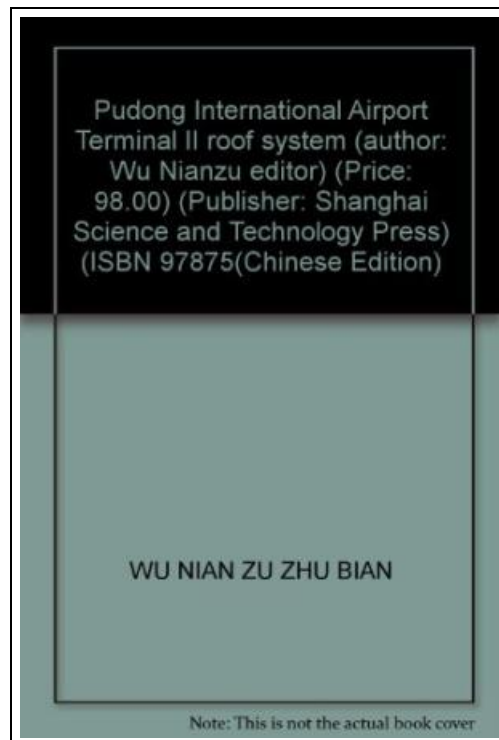 Pudong International Airport
Terminal II roof system (author:
Wu Nianzu editor) (Price:
98.00) (Publisher: Shanghai
Science and Technology Press)
(ISBN 97875(Chinese Edition)
WU NIAN ZU ZHU BIAN
Note: This is not the actual book cover